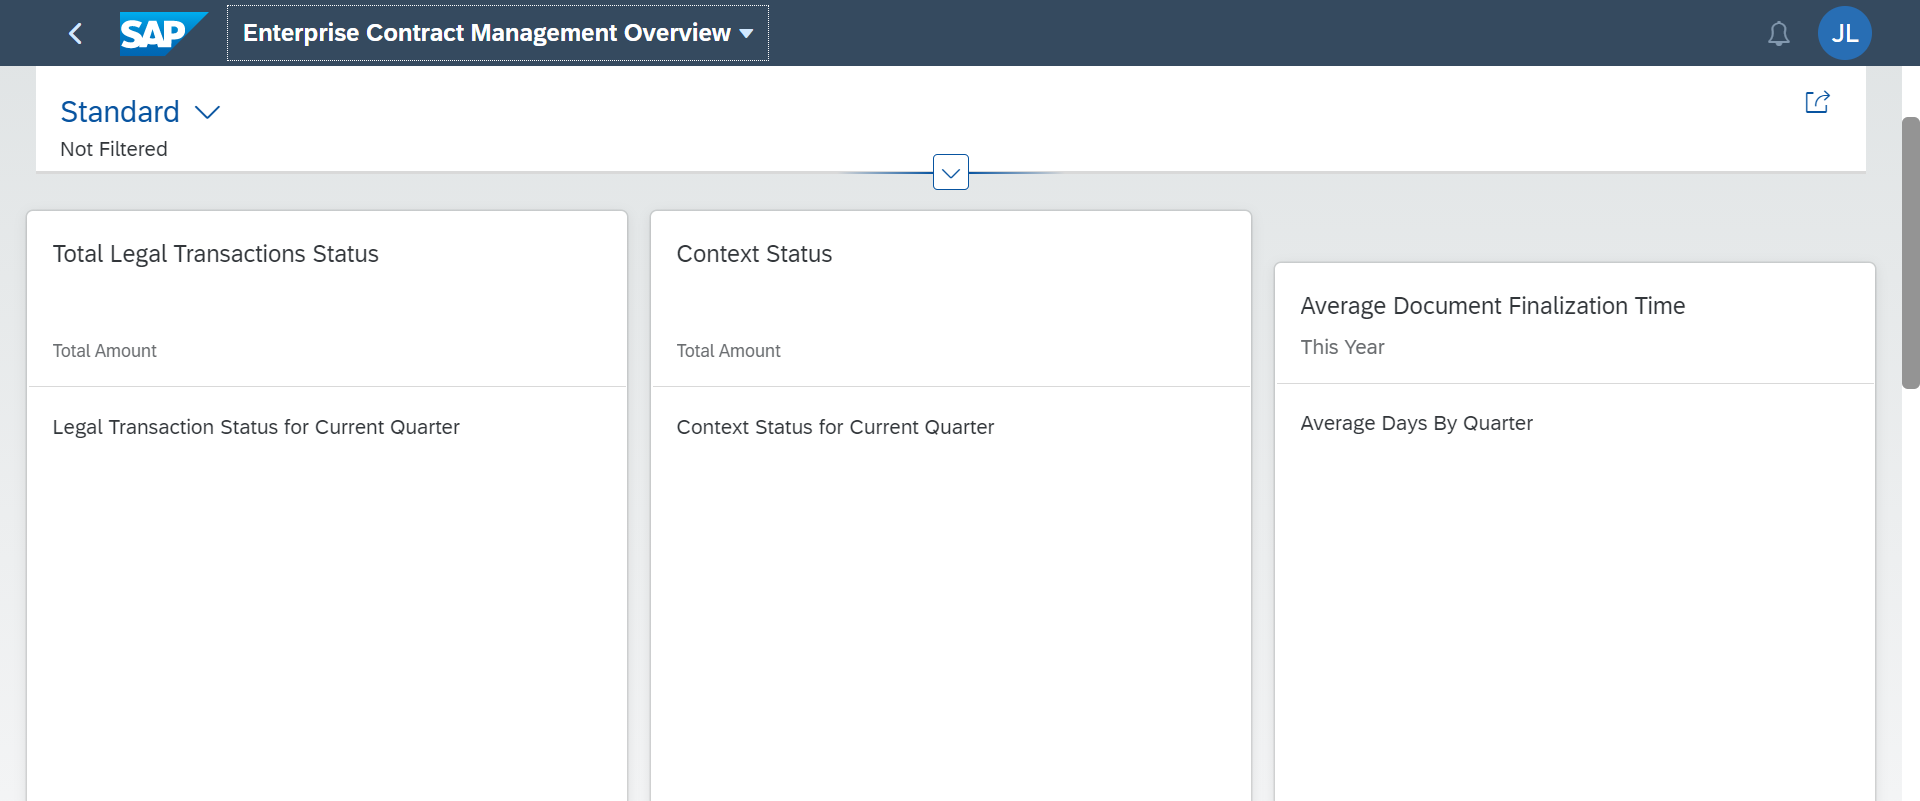 SAP
Enterprise Contract Management Overview
JL
Standard
Not Filtered
Total Legal Transactions Status
Total Amount
Legal Transaction Status for Current Quarter
Context Status
Total Amount
Context Status for Current Quarter
Average Document Finalization Time
This Year
Average Days By Quarter